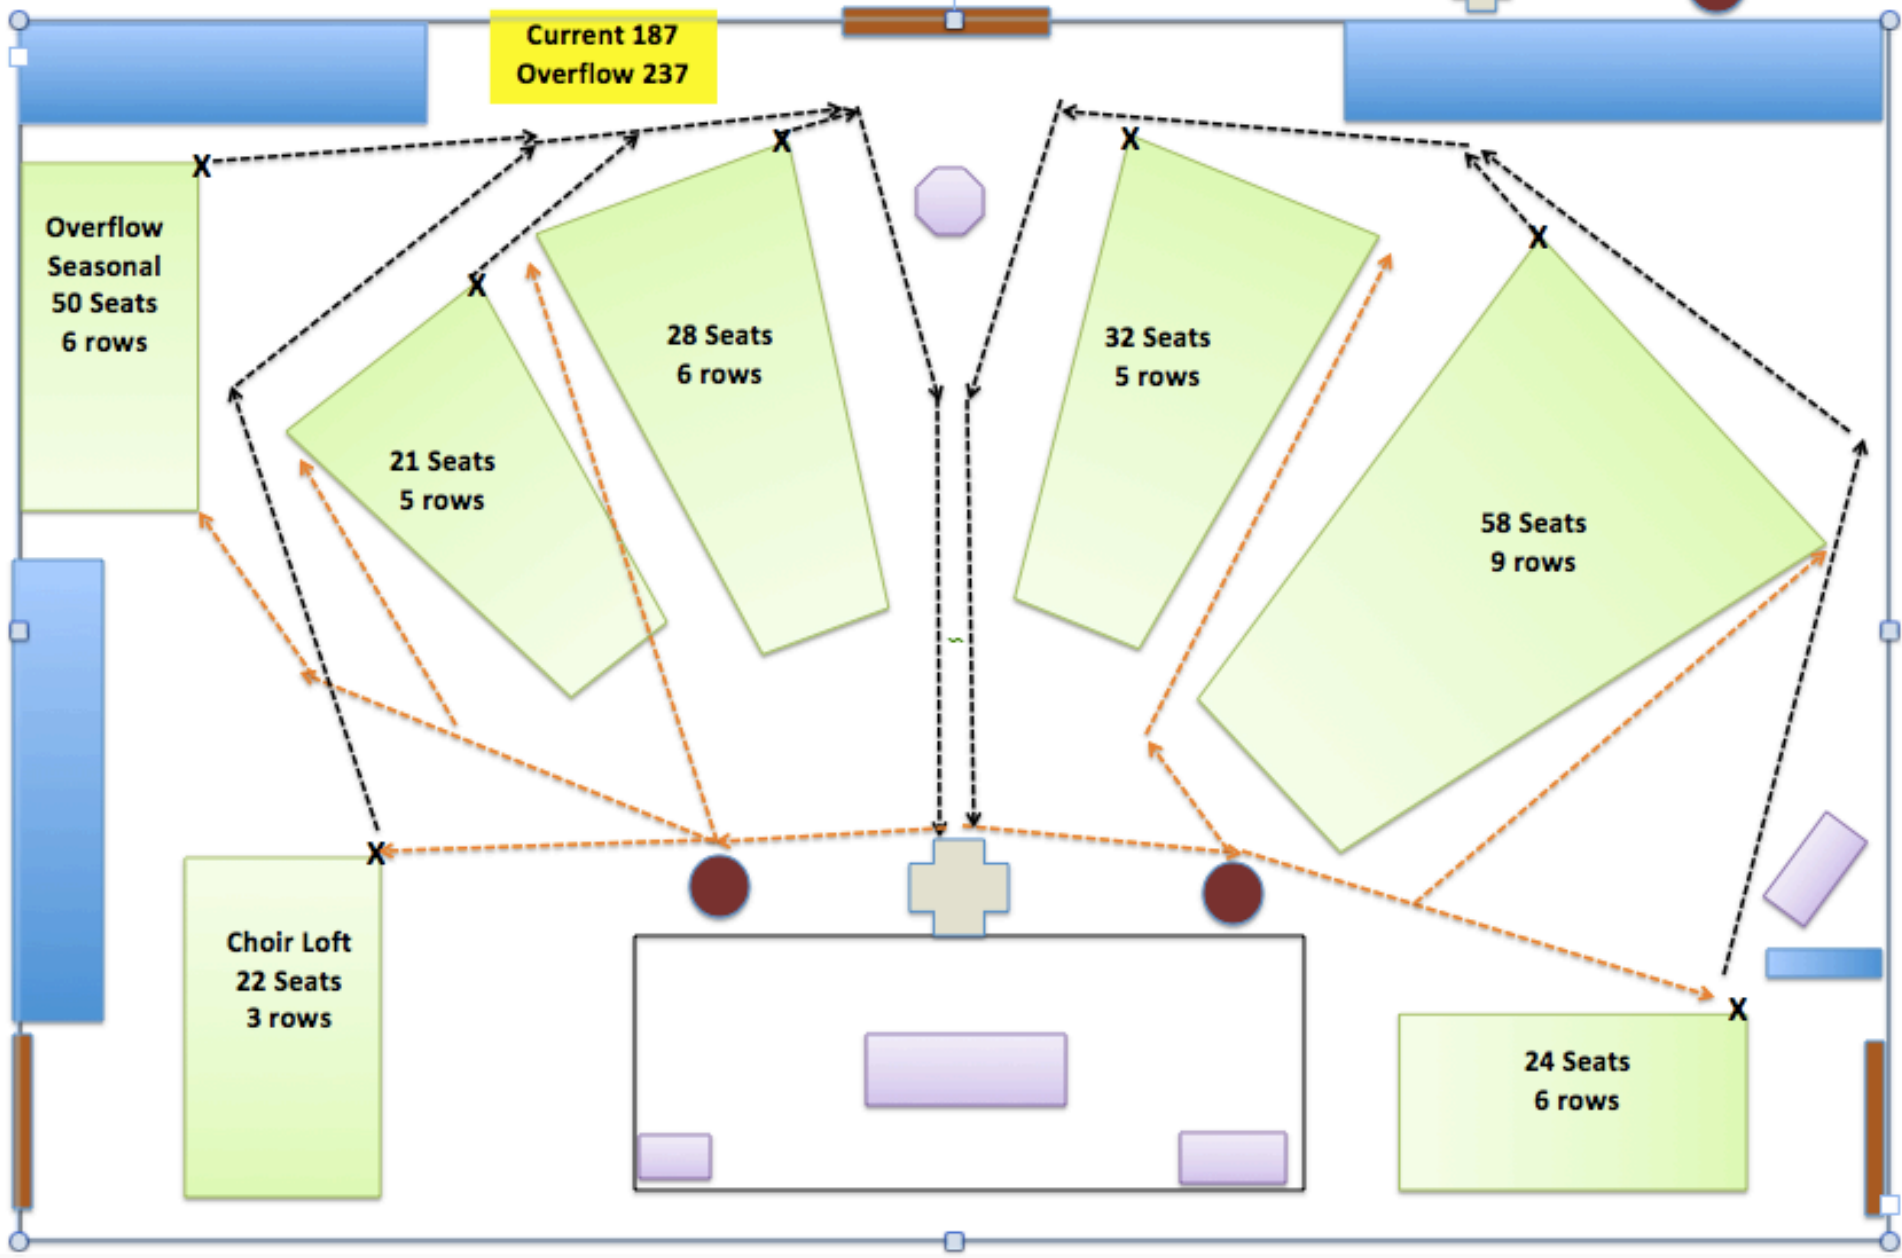 Current 187
Overflow 237
X
X
X
Overflow
Seasonal
50 Seats
6 rows
X
X
28 Seats
6 rows
32 Seats
5 rows
21 Seats
5 rows
58 Seats
9 rows
X
Choir Loft
22 Seats
3 rows
X
24 Seats
6 rows